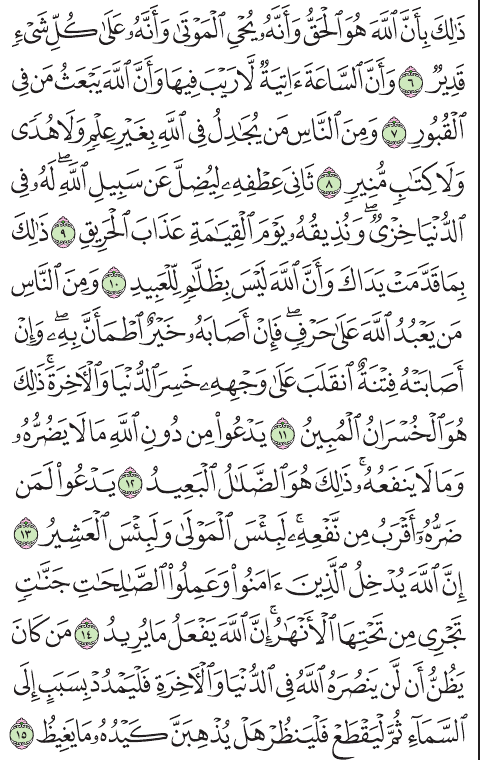 ذَٰلِكَ بِأَنَّ ٱللَّهَ هُوَ ٱلْحَقُّ وَأَنَّهُۥ يُحْىِ ٱلْمَوْتَىٰ وَأَنَّهُۥ عَلَىٰ كُلِّ شَىْءٍۢ
قَدِيرٌۭ ٦ وَأَنَّ ٱلسَّاعَةَ ءَاتِيَةٌۭ لَّا رَيْبَ فِيهَا وَأَنَّ ٱللَّهَ يَبْعَثُ مَن فِى
ٱلْقُبُورِ ٧ وَمِنَ ٱلنَّاسِ مَن يُجَـٰدِلُ فِى ٱللَّهِ بِغَيْرِ عِلْمٍۢ وَلَا هُدًۭى
وَلَا كِتَـٰبٍۢ مُّنِيرٍۢ ٨ ثَانِىَ عِطْفِهِۦ لِيُضِلَّ عَن سَبِيلِ ٱللَّهِ ۖ لَهُۥ فِى
ٱلدُّنْيَا خِزْىٌۭ ۖ وَنُذِيقُهُۥ يَوْمَ ٱلْقِيَـٰمَةِ عَذَابَ ٱلْحَرِيقِ ٩ ذَٰلِكَ
بِمَا قَدَّمَتْ يَدَاكَ وَأَنَّ ٱللَّهَ لَيْسَ بِظَلَّـٰمٍۢ لِّلْعَبِيدِ ١٠ وَمِنَ ٱلنَّاسِ
مَن يَعْبُدُ ٱللَّهَ عَلَىٰ حَرْفٍۢ ۖ فَإِنْ أَصَابَهُۥ خَيْرٌ ٱطْمَأَنَّ بِهِۦ ۖ وَإِنْ
أَصَابَتْهُ فِتْنَةٌ ٱنقَلَبَ عَلَىٰ وَجْهِهِۦ خَسِرَ ٱلدُّنْيَا وَٱلْـَٔاخِرَةَ ۚ ذَٰلِكَ
هُوَ ٱلْخُسْرَانُ ٱلْمُبِينُ ١١ يَدْعُوا۟ مِن دُونِ ٱللَّهِ مَا لَا يَضُرُّهُۥ
وَمَا لَا يَنفَعُهُۥ ۚ ذَٰلِكَ هُوَ ٱلضَّلَـٰلُ ٱلْبَعِيدُ ١٢ يَدْعُوا۟ لَمَن
ضَرُّهُۥٓ أَقْرَبُ مِن نَّفْعِهِۦ ۚ لَبِئْسَ ٱلْمَوْلَىٰ وَلَبِئْسَ ٱلْعَشِيرُ ١٣
إِنَّ ٱللَّهَ يُدْخِلُ ٱلَّذِينَ ءَامَنُوا۟ وَعَمِلُوا۟ ٱلصَّـٰلِحَـٰتِ جَنَّـٰتٍۢ
تَجْرِى مِن تَحْتِهَا ٱلْأَنْهَـٰرُ ۚ إِنَّ ٱللَّهَ يَفْعَلُ مَا يُرِيدُ ١٤ مَن كَانَ
يَظُنُّ أَن لَّن يَنصُرَهُ ٱللَّهُ فِى ٱلدُّنْيَا وَٱلْـَٔاخِرَةِ فَلْيَمْدُدْ بِسَبَبٍ إِلَى
ٱلسَّمَآءِ ثُمَّ لْيَقْطَعْ فَلْيَنظُرْ هَلْ يُذْهِبَنَّ كَيْدُهُۥ مَا يَغِيظُ ١٥